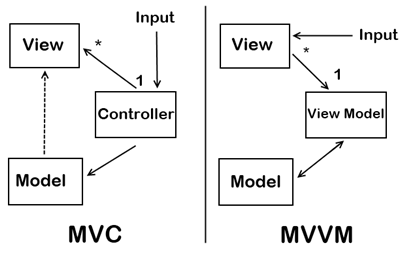 Input
View
*
1
Controller
Model
MVC
Input
View
*
1
View Model
Model
MVVM